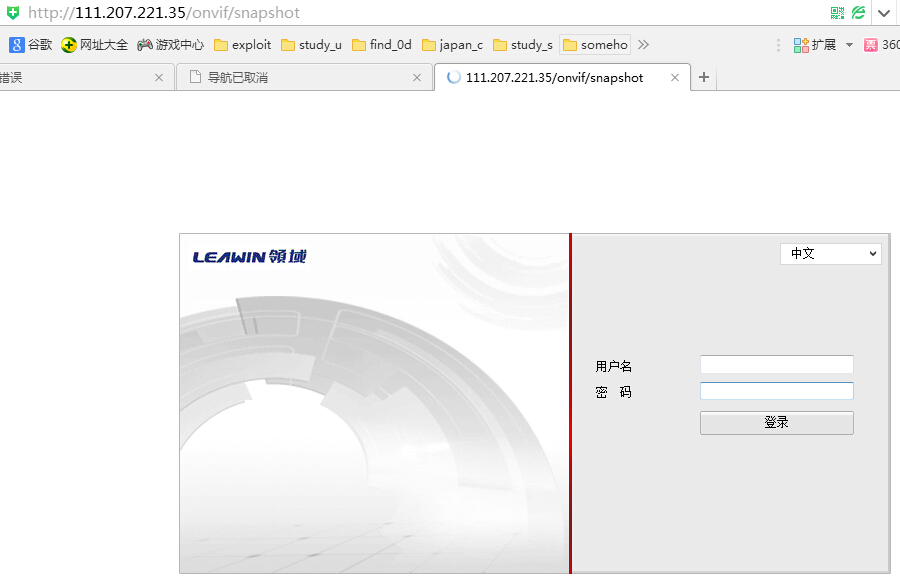 http://111.207.221.35/onvif/snapshot
谷歌 网址大全 游戏中心 exploit study_u find_0d japan_c study_s someho 扩展 票 360
错误 导航已取消 111.207.221.35/onvif/snapshot
LEAWIN 領域
中文
用户名
密 码
登录